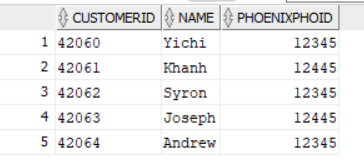 CUSTOMERID NAME PHOENIXPHOID
1 42060 Yichi 12345
2 42061 Khanh 12445
3 42062 Syron 12345
4 42063 Joseph 12445
5 42064 Andrew 12345